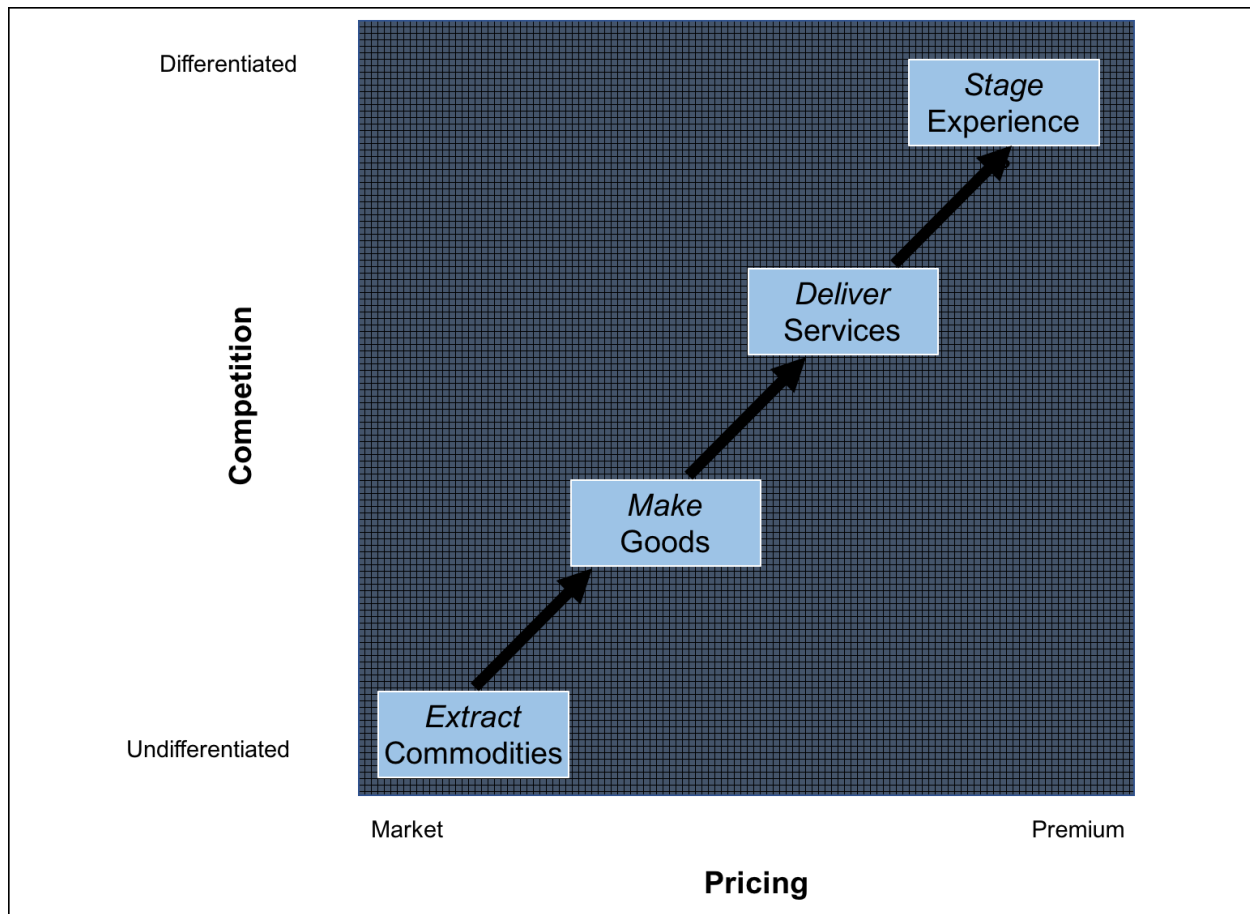 Differentiated
Stage
Experience
Deliver
Services
Competition
Make
Goods
Extract
Commodities
Undifferentiated
Market
Premium
Pricing